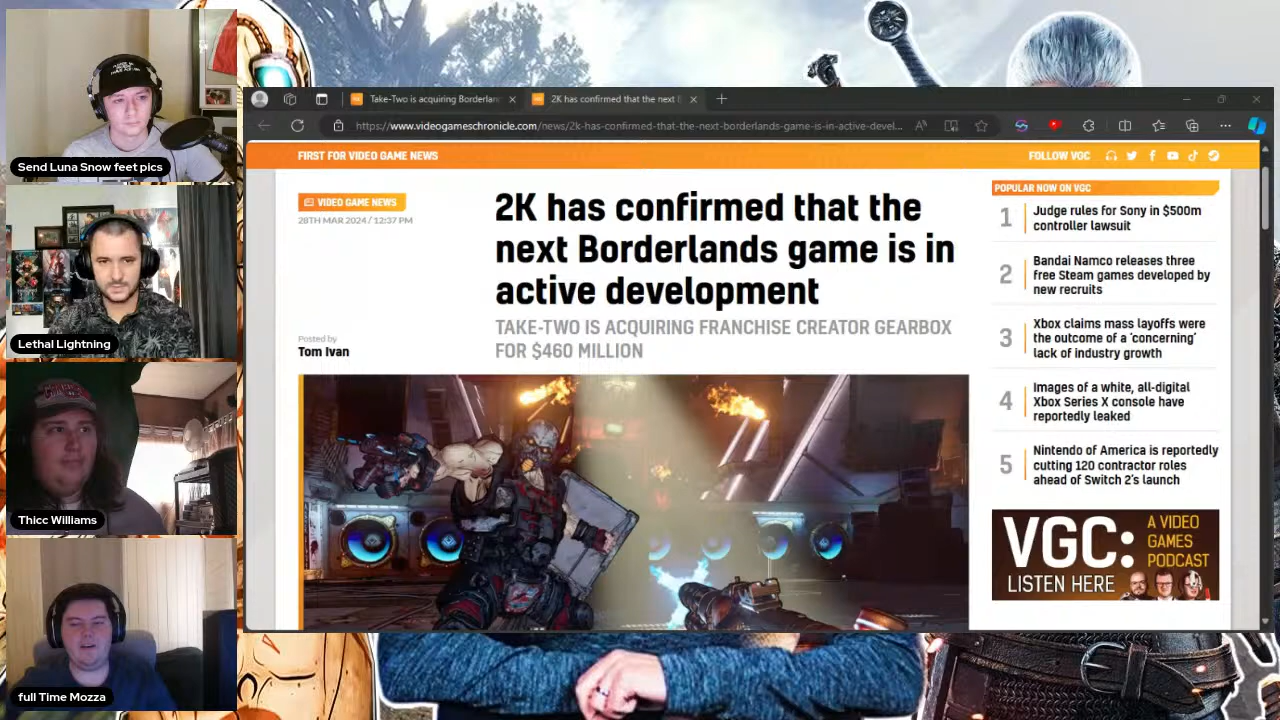 Send Luna Snow feet pics
Lethal Lightning
Thicc Williams
full Time Mozza
Take-Two is acquiring Borderlan
2K has confirmed that the next
https://www.videogameschronicle.com/news/2k-has-confirmed-that-the-next-borderlands-game-is-in-active-devel...
FIRST FOR VIDEO GAME NEWS
FOLLOW VGC
VIDEO GAME NEWS
28TH MAR 2024 / 12:37 PM
2K has confirmed that the
next Borderlands game is in
active development
TAKE-TWO IS ACQUIRING FRANCHISE CREATOR GEARBOX
FOR $460 MILLION
Posted by
Tom Ivan
POPULAR NOW ON VGC
1
Judge rules for Sony in $500m
controller lawsuit
2
Bandai Namco releases three
free Steam games developed by
new recruits
3
Xbox claims mass layoffs were
the outcome of a 'concerning'
lack of industry growth
4
Images of a white, all-digital
Xbox Series X console have
reportedly leaked
5
Nintendo of America is reportedly
cutting 120 contractor roles
ahead of Switch 2's launch
VGC:
LISTEN HERE
A VIDEO
GAMES
PODCAST